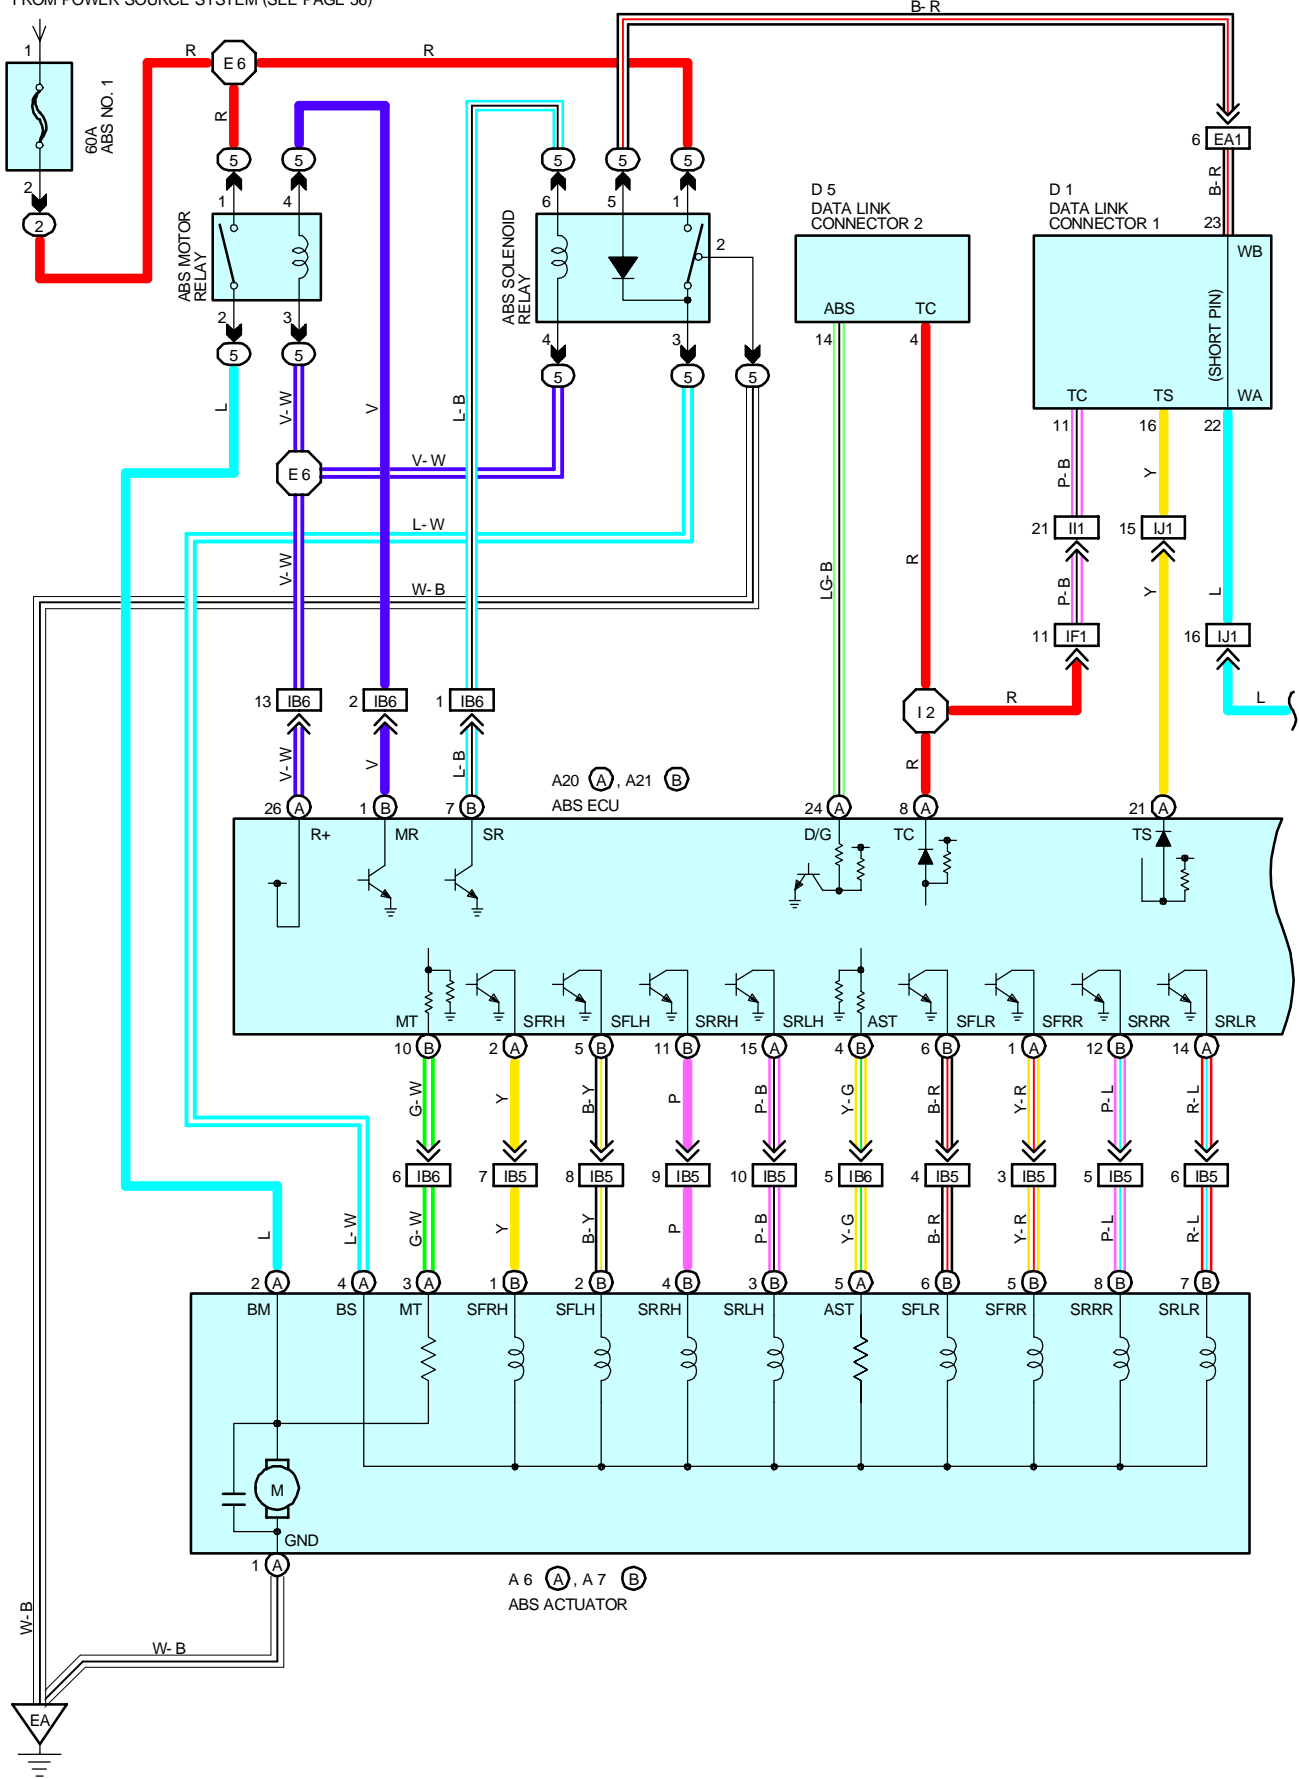 FROM POWER SOURCE SYSTEM (SEE PAGE 56)
B-R
1
R
E 6
R
60A
ABS NO. 1
R
6
EA1
5
5
5
5
5
B-R
2
2
1
4
6
5
1
2
D 5
DATA LINK
CONNECTOR 2
D 1
DATA LINK
CONNECTOR 1
23
WB
ABS MOTOR
RELAY
ABS SOLENOID
RELAY
ABS
TC
(SHORT PIN)
2
3
4
3
14
4
5
5
5
5
5
TC
TS
WA
11
16
22
L
V-W
V
L-B
P-B
Y
E 6
V-W
L-W
21
II1
15
IJ1
V-W
LG-B
R
P-B
Y
L
W-B
11
IF1
16
IJ1
13
IB6
2
IB6
1
IB6
I 2
R
L
V-W
V
L-B
R
A20 A , A21 B
ABS ECU
26 A
1 B
7 B
24 A
8 A
21 A
R+
MR
SR
D/G
TC
TS
MT
SFRH
SFLH
SRRH
SRLH
AST
SFLR
SFRR
SRRR
SRLR
10 B
2 A
5 B
11 B
15 A
4 B
6 B
1 A
12 B
14 A
G-W
Y
B-Y
P
P-B
Y-G
B-R
Y-R
P-L
R-L
6 IB6
7 IB5
8 IB5
9 IB5
10 IB5
5 IB6
4 IB5
3 IB5
5 IB5
6 IB5
L
L-W
G-W
Y
B-Y
P
P-B
Y-G
B-R
Y-R
P-L
R-L
2 A
4 A
3 A
1 B
2 B
4 B
3 B
5 A
6 B
5 B
8 B
7 B
BM
BS
MT
SFRH
SFLH
SRRH
SRLH
AST
SFLR
SFRR
SRRR
SRLR
M
GND
1 A
A 6 A , A 7 B
ABS ACTUATOR
W-B
W-B
EA